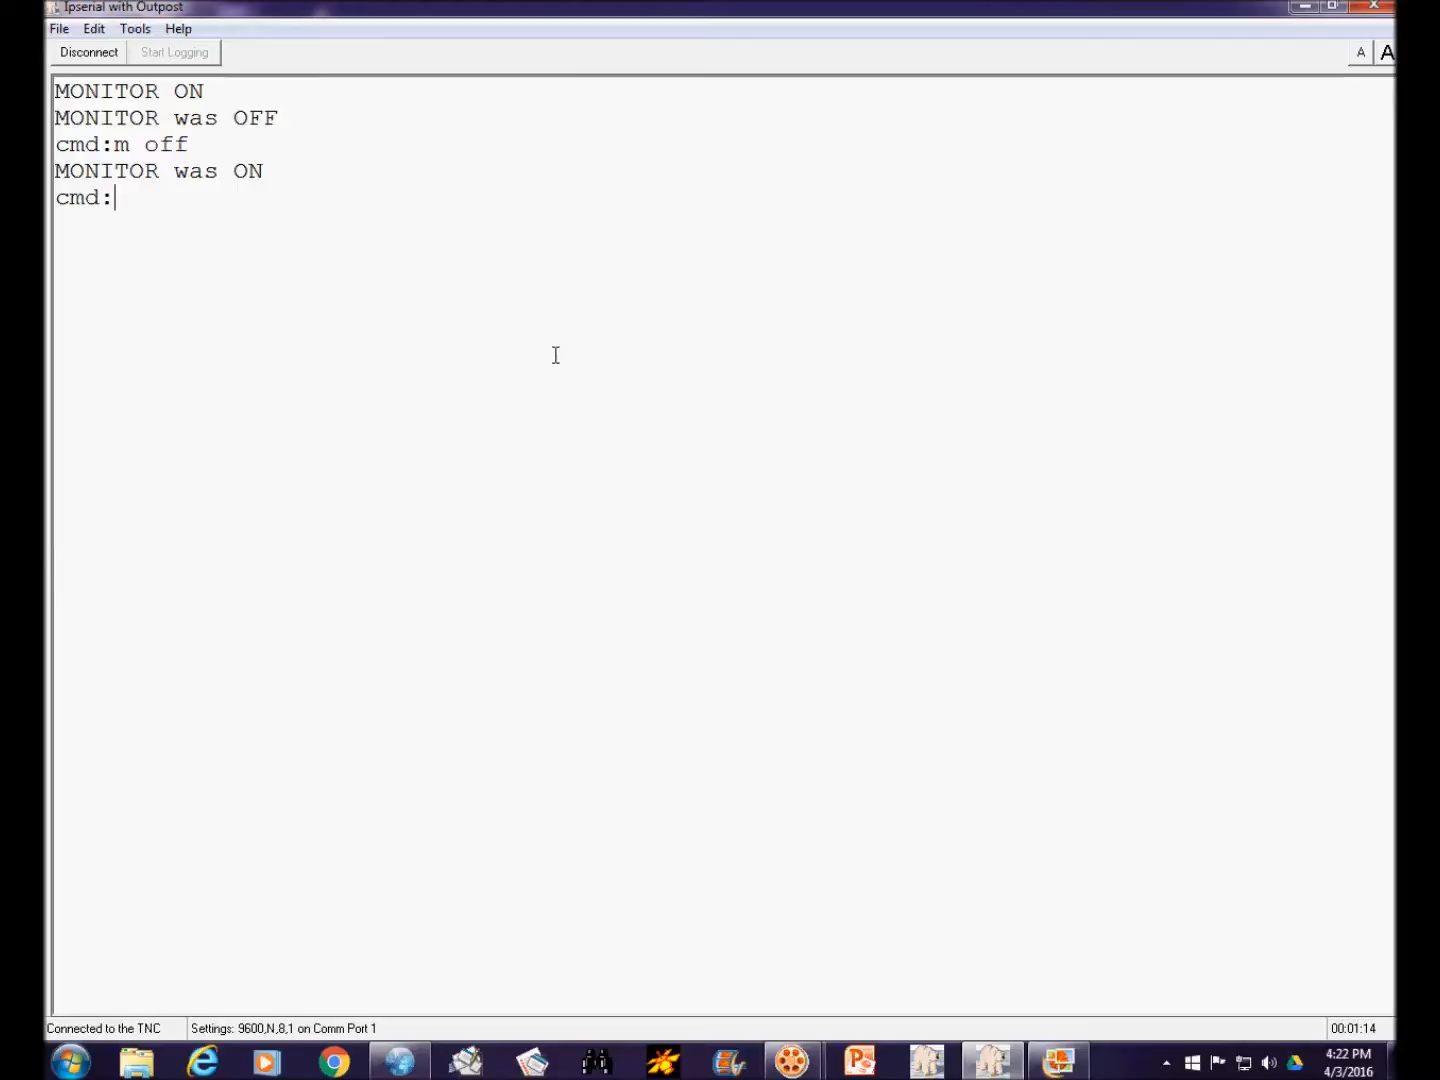 Ipserial with Outpost
File Edit Tools Help
Disconnect Start Logging A A
MONITOR ON
MONITOR was OFF
cmd:m off
MONITOR was ON
cmd:
Connected to the TNC Settings: 9600,N,8,1 on Comm Port 1 00:01:14
4:22 PM
4/3/2016